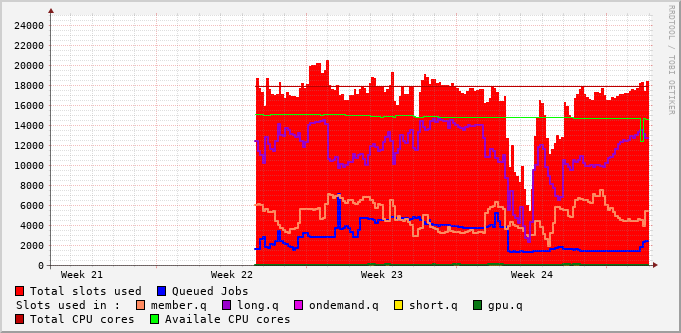 RRDTOOL / TOBI OETIKER
24000
22000
20000
18000
16000
14000
12000
10000
8000
6000
4000
2000
0
Week 21 Week 22 Week 23 Week 24
Total slots used Queued Jobs
Slots used in : member.q long.q ondemand.q short.q gpu.q
Total CPU cores Availale CPU cores